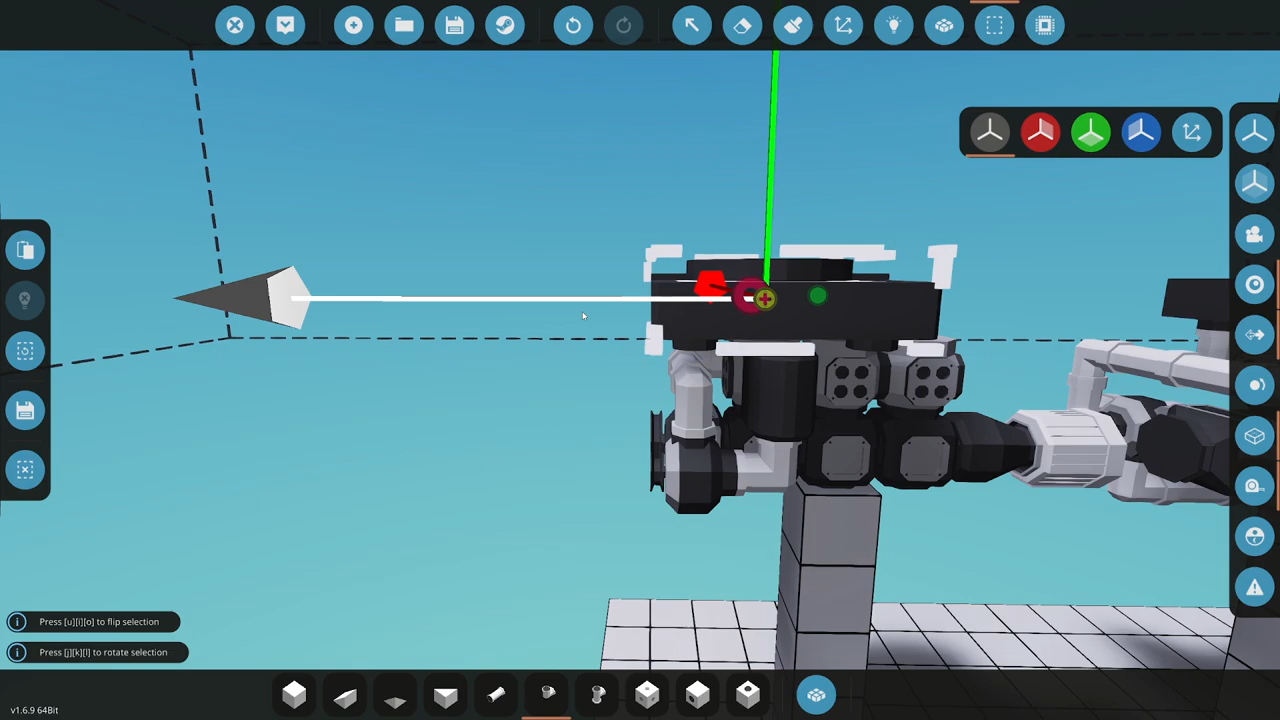 Press [u][i][o] to flip selection
Press [j][k][l] to rotate selection
v1.6.9 64Bit